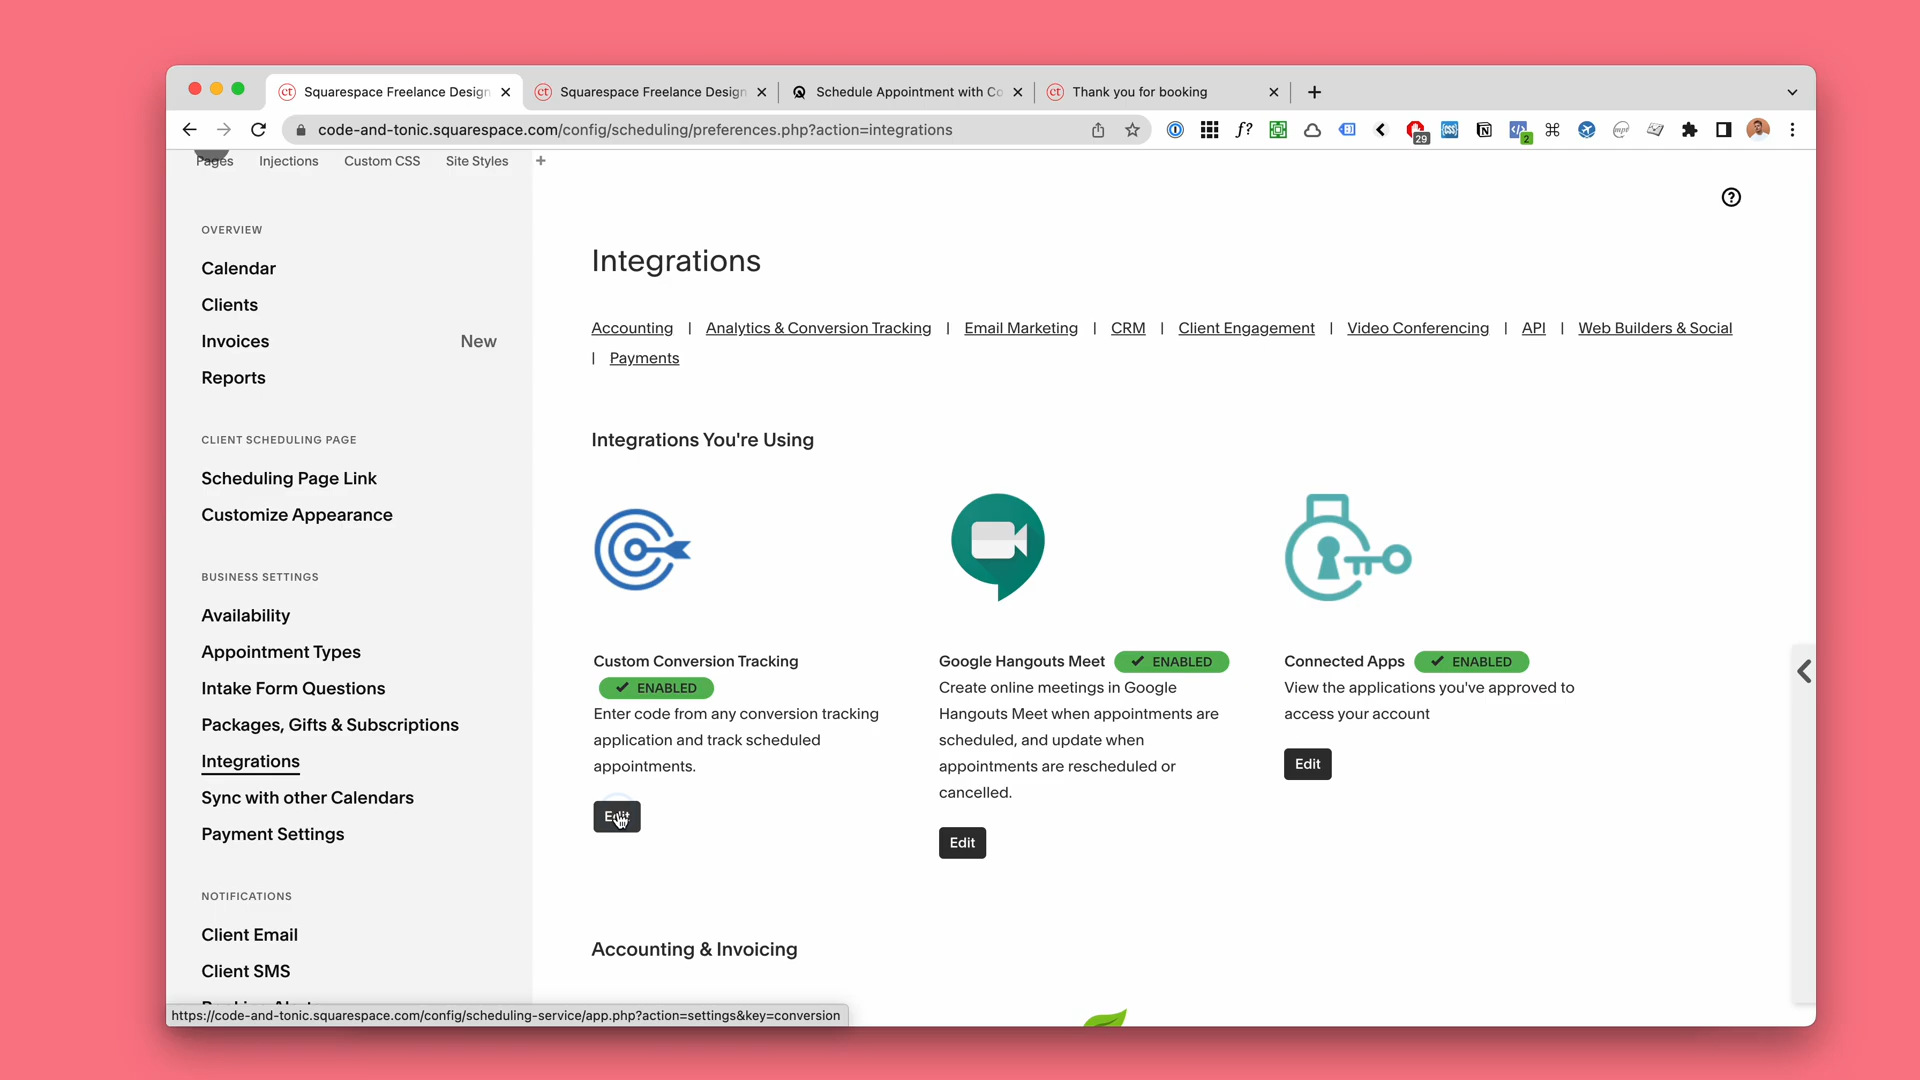 Squarespace Freelance Design
Squarespace Freelance Design
Schedule Appointment with Co
Thank you for booking
code-and-tonic.squarespace.com/config/scheduling/preferences.php?action=integrations
f?
29
CSS
2
mpt
Pages
Injections
Custom CSS
Site Styles
OVERVIEW
Calendar
Clients
Invoices
New
Reports
CLIENT SCHEDULING PAGE
Scheduling Page Link
Customize Appearance
BUSINESS SETTINGS
Availability
Appointment Types
Intake Form Questions
Packages, Gifts & Subscriptions
Integrations
Sync with other Calendars
Payment Settings
NOTIFICATIONS
Client Email
Client SMS
https://code-and-tonic.squarespace.com/config/scheduling-service/app.php?action=settings&key=conversion
Integrations
Accounting | Analytics & Conversion Tracking | Email Marketing | CRM | Client Engagement | Video Conferencing | API | Web Builders & Social
| Payments
Integrations You're Using
Custom Conversion Tracking
ENABLED
Enter code from any conversion tracking
application and track scheduled
appointments.
Edit
Google Hangouts Meet ENABLED
Create online meetings in Google
Hangouts Meet when appointments are
scheduled, and update when
appointments are rescheduled or
cancelled.
Edit
Connected Apps ENABLED
View the applications you've approved to
access your account
Edit
Accounting & Invoicing